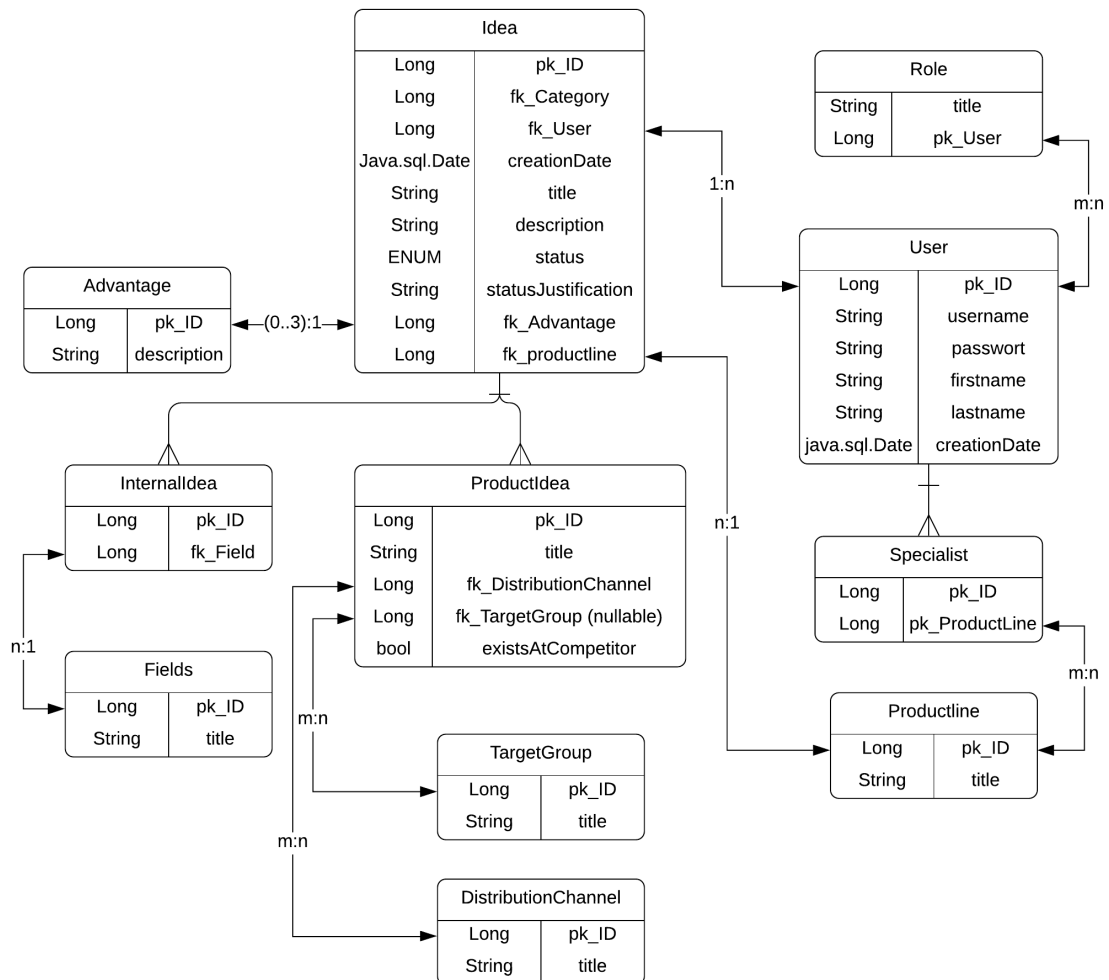 Idea
Long pk_ID
Long fk_Category
Long fk_User
Java.sql.Date creationDate
String title
String description
ENUM status
String statusJustification
Long fk_Advantage
Long fk_productline
Role
String title
Long pk_User
1:n
m:n
User
Long pk_ID
String username
String passwort
String firstname
String lastname
java.sql.Date creationDate
Advantage
Long pk_ID
String description
(0..3):1
InternalIdea
Long pk_ID
Long fk_Field
ProductIdea
Long pk_ID
String title
Long fk_DistributionChannel
Long fk_TargetGroup (nullable)
bool existsAtCompetitor
n:1
Specialist
Long pk_ID
Long pk_ProductLine
n:1
m:n
Fields
Long pk_ID
String title
Productline
Long pk_ID
String title
m:n
TargetGroup
Long pk_ID
String title
m:n
DistributionChannel
Long pk_ID
String title